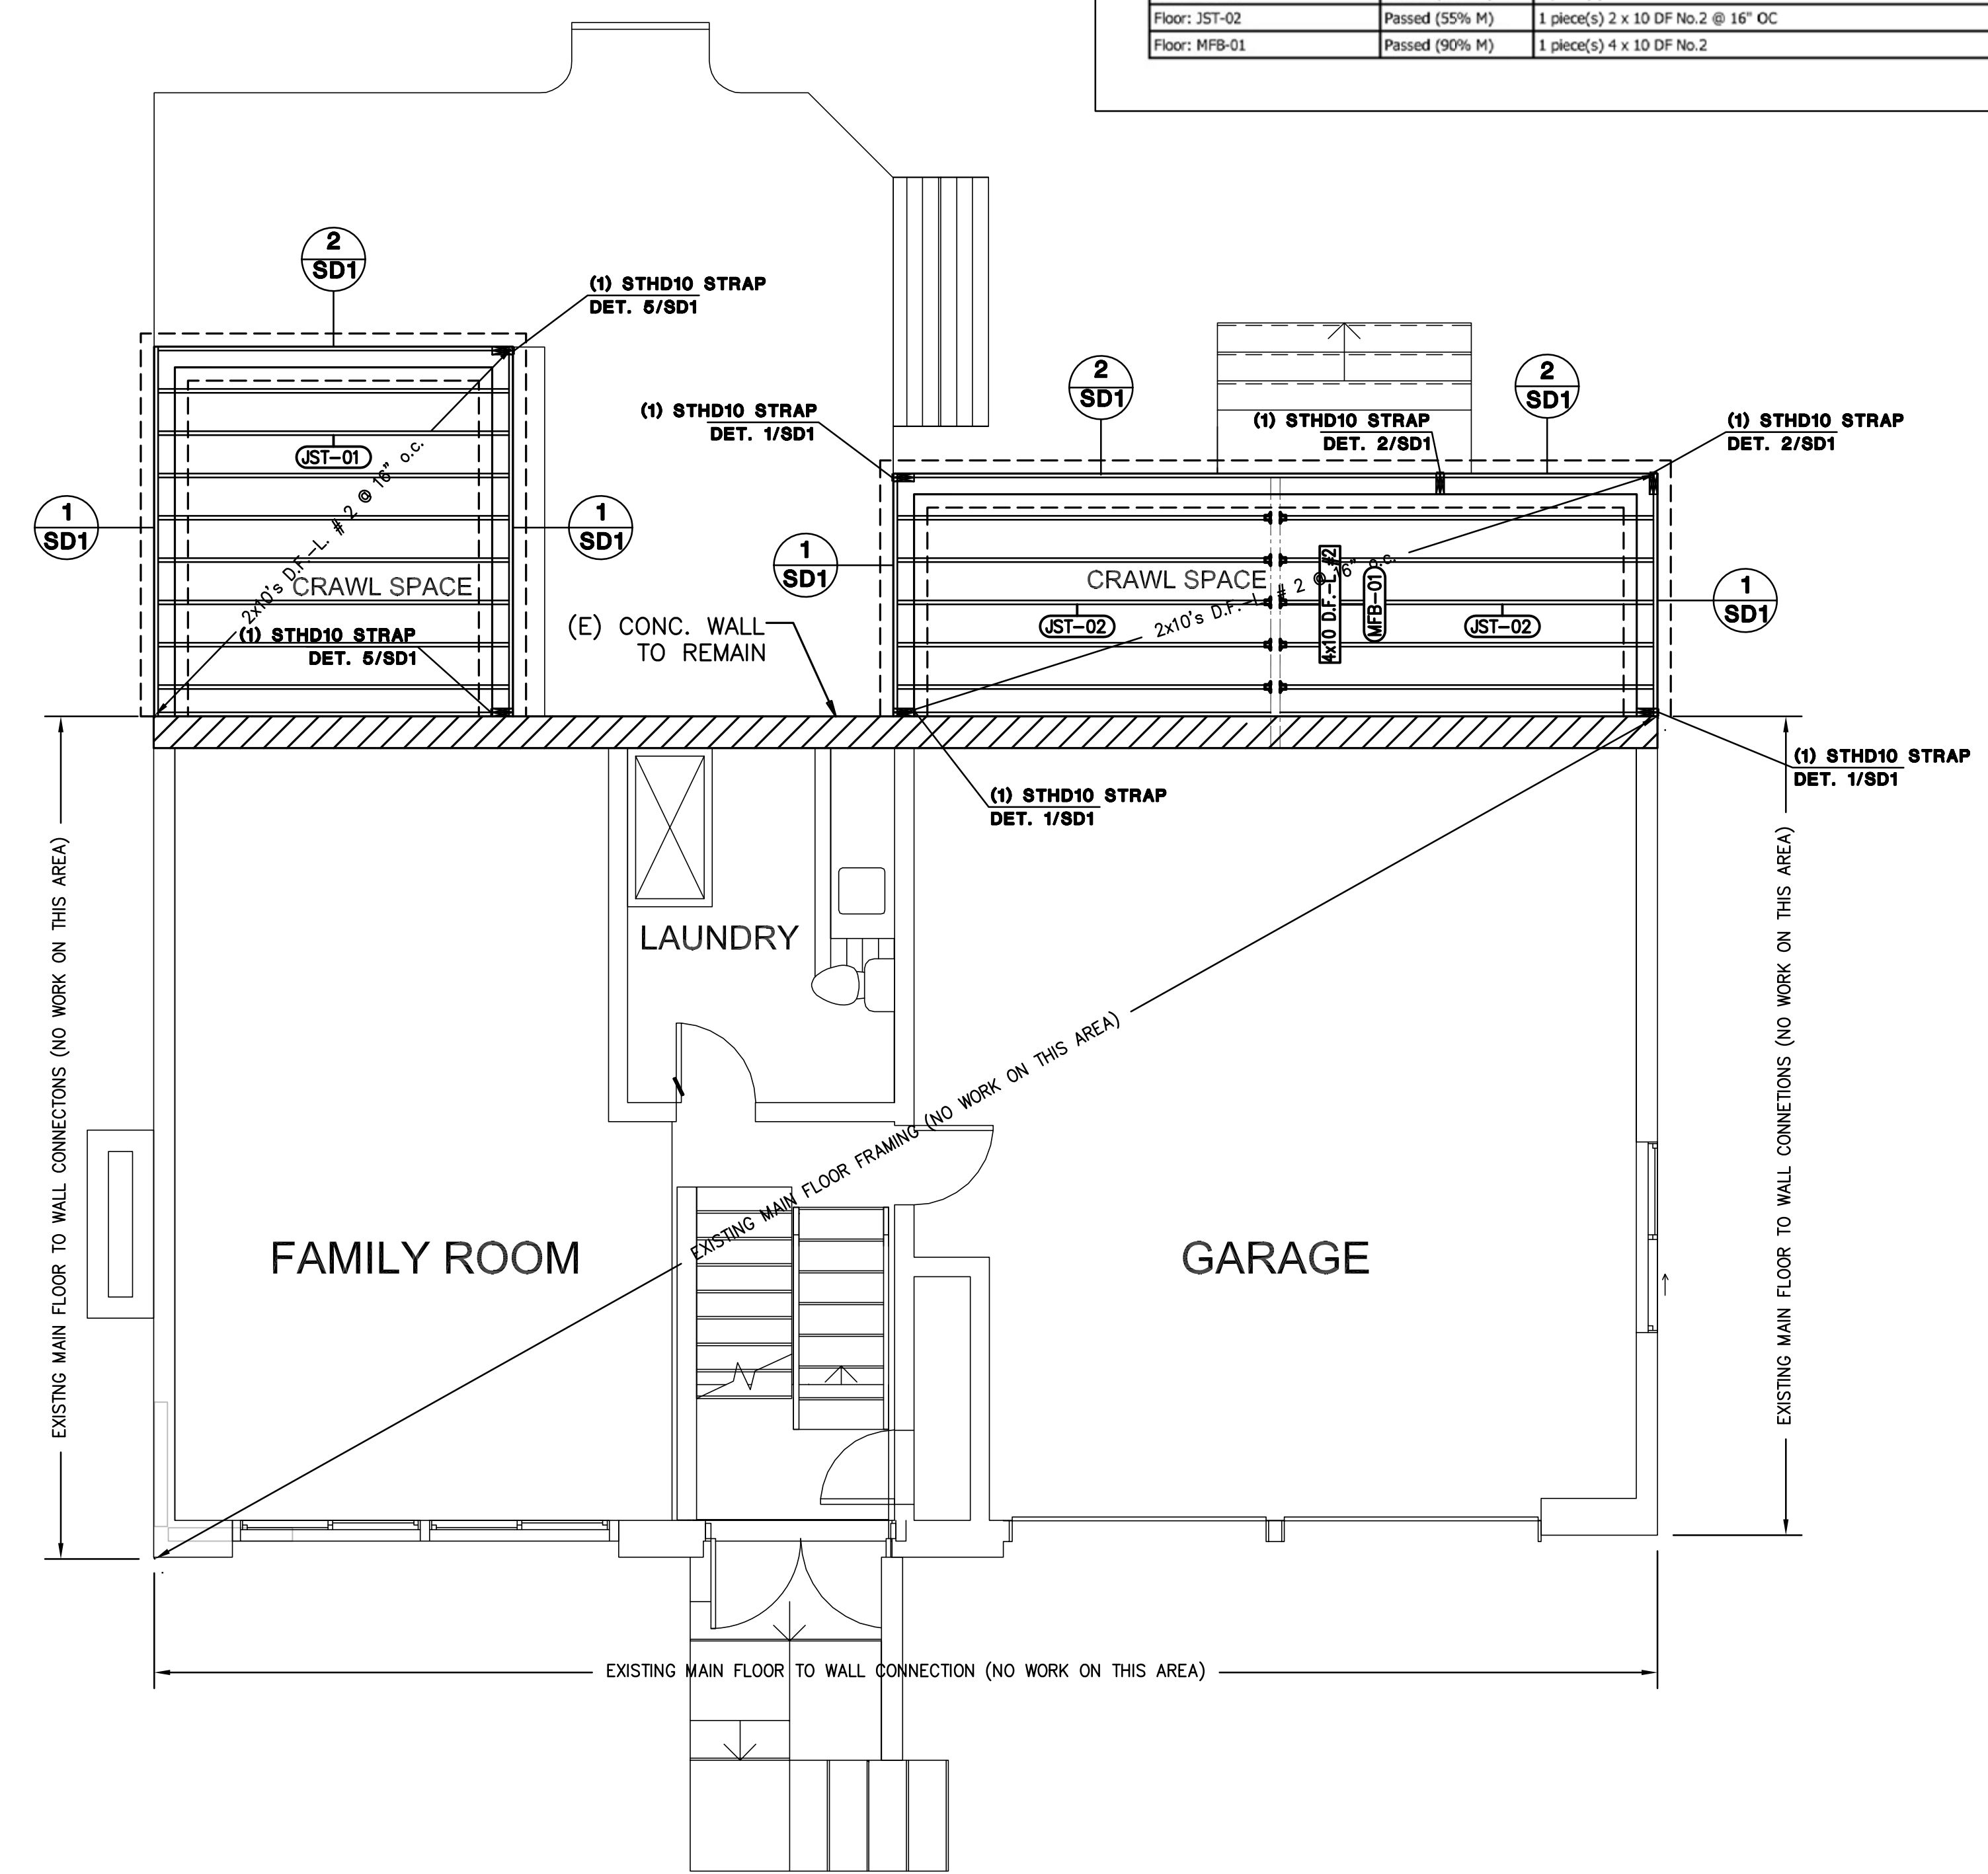 Floor: JST-02 Passed (55% M) 1 piece(s) 2 x 10 DF No.2 @ 16" OC
Floor: MFB-01 Passed (90% M) 1 piece(s) 4 x 10 DF No.2
2
SD1
(1) STHD10 STRAP
DET. 5/SD1
(1) STHD10 STRAP
DET. 1/SD1
2
SD1
2
SD1
(1) STHD10 STRAP
DET. 2/SD1
(1) STHD10 STRAP
DET. 2/SD1
JST-01
2x10's D.F.-L. # 2 @ 16" o.c.
1
SD1
1
SD1
CRAWL SPACE
(1) STHD10 STRAP
DET. 5/SD1
1
SD1
(E) CONC. WALL
TO REMAIN
CRAWL SPACE
2x10's D.F.-L. # 2 @ 16" o.c.
JST-02
4x10 D.F.-L #2
MFB-01
JST-02
1
SD1
(1) STHD10 STRAP
DET. 1/SD1
(1) STHD10 STRAP
DET. 1/SD1
LAUNDRY
EXISTNG MAIN FLOOR TO WALL CONNECTONS (NO WORK ON THIS AREA)
EXISTING MAIN FLOOR FRAMING (NO WORK ON THIS AREA)
EXISTING MAIN FLOOR TO WALL CONNETIONS (NO WORK ON THIS AREA)
FAMILY ROOM
GARAGE
EXISTING MAIN FLOOR TO WALL CONNECTION (NO WORK ON THIS AREA)